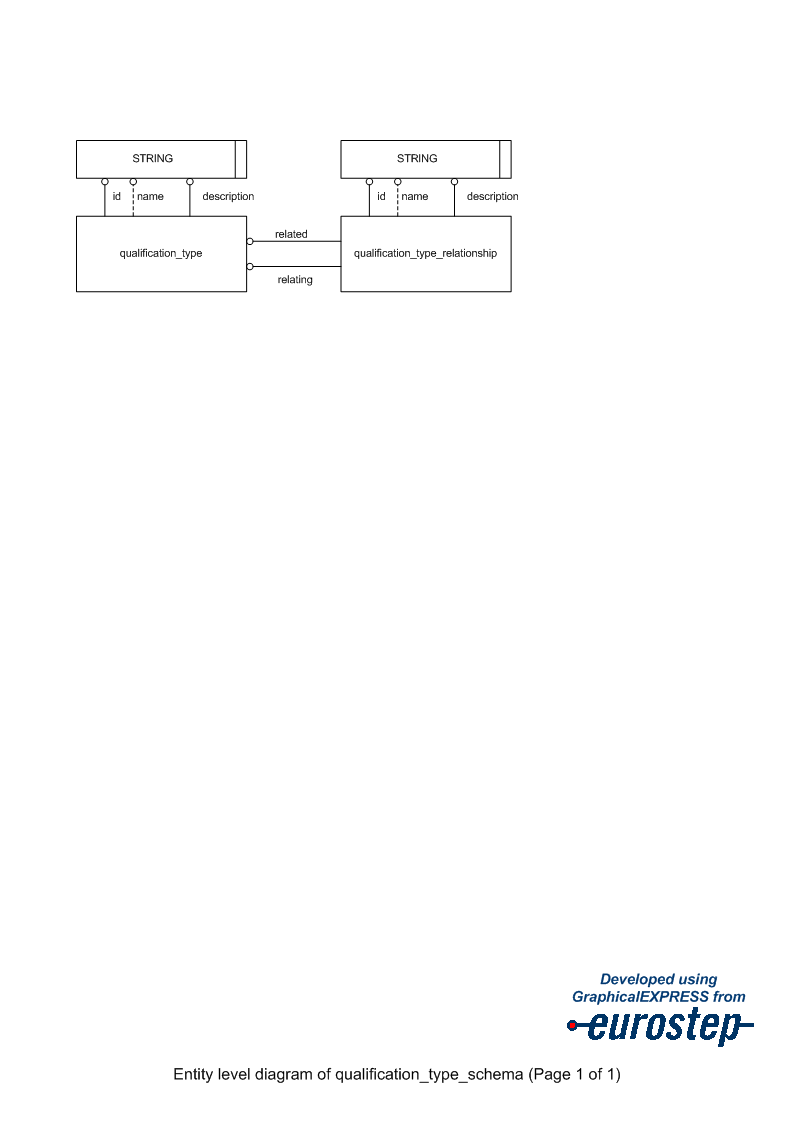 STRING
STRING
id
name
description
id
name
description
related
qualification_type
qualification_type_relationship
relating
Developed using
GraphicalEXPRESS from
eurostep
Entity level diagram of qualification_type_schema (Page 1 of 1)